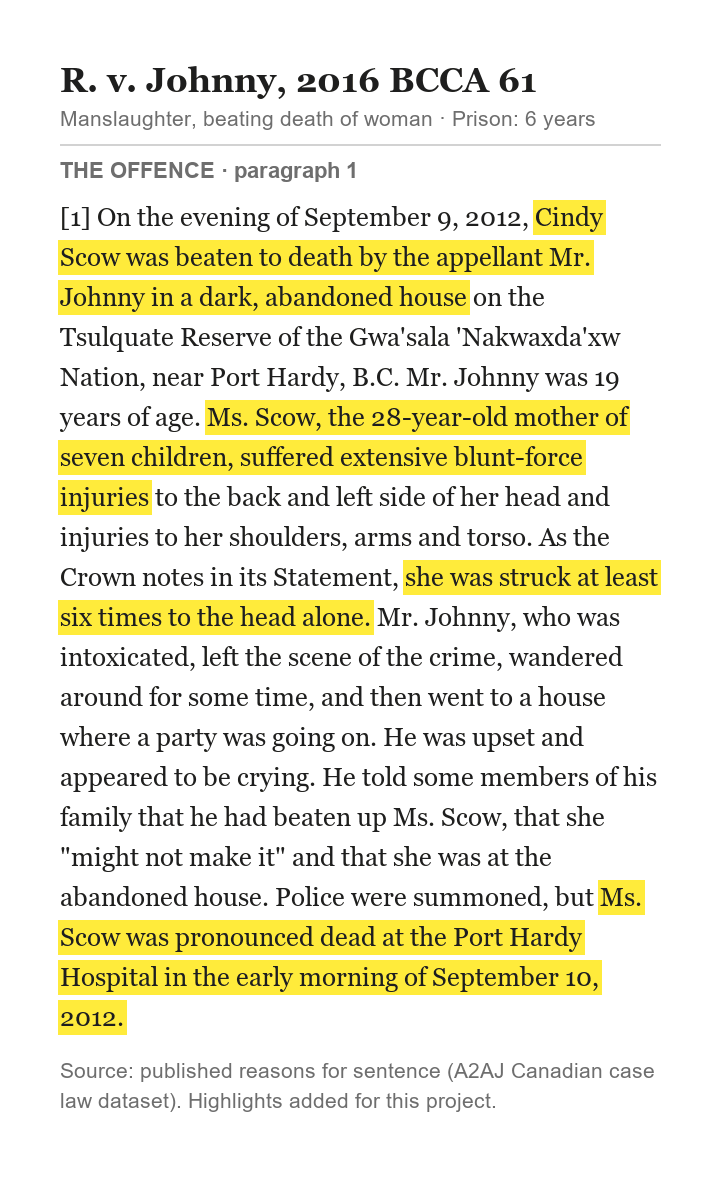 R. v. Johnny, 2016 BCCA 61
Manslaughter, beating death of woman · Prison: 6 years
THE OFFENCE · paragraph 1
[1] On the evening of September 9, 2012, Cindy
Scow was beaten to death by the appellant Mr.
Johnny in a dark, abandoned house on the
Tsulquate Reserve of the Gwa'sala 'Nakwaxda'xw
Nation, near Port Hardy, B.C. Mr. Johnny was 19
years of age. Ms. Scow, the 28-year-old mother of
seven children, suffered extensive blunt-force
injuries to the back and left side of her head and
injuries to her shoulders, arms and torso. As the
Crown notes in its Statement, she was struck at least
six times to the head alone. Mr. Johnny, who was
intoxicated, left the scene of the crime, wandered
around for some time, and then went to a house
where a party was going on. He was upset and
appeared to be crying. He told some members of his
family that he had beaten up Ms. Scow, that she
"might not make it" and that she was at the
abandoned house. Police were summoned, but Ms.
Scow was pronounced dead at the Port Hardy
Hospital in the early morning of September 10,
2012.
Source: published reasons for sentence (A2AJ Canadian case
law dataset). Highlights added for this project.